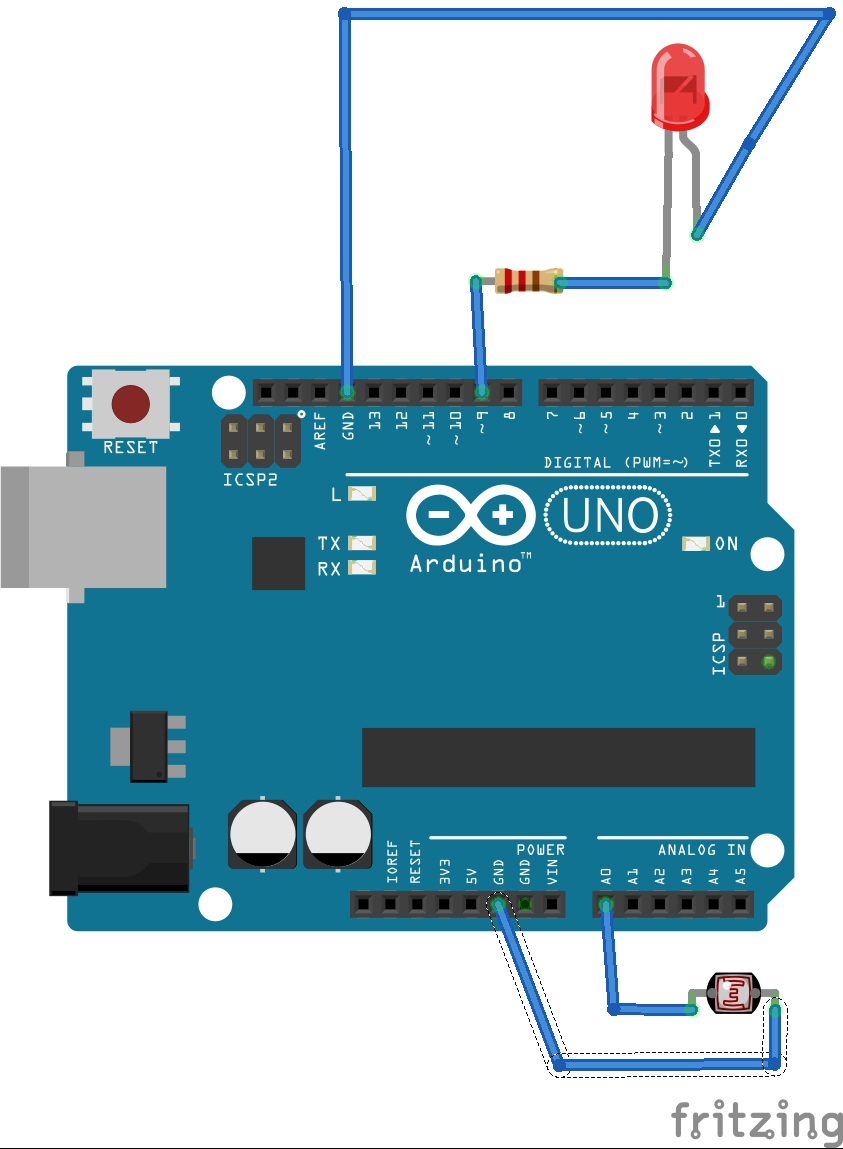 RESET
ICSP2
AREF
GND
13
12
~11
~10
~9
8
7
~6
~5
4
~3
2
TX0▶1
RX0◀0
DIGITAL (PWM=~)
L
TX
RX
UNO
Arduino™
ON
1
ICSP
IOREF
RESET
3V3
5V
GND
GND
VIN
POWER
ANALOG IN
A0
A1
A2
A3
A4
A5
fritzing